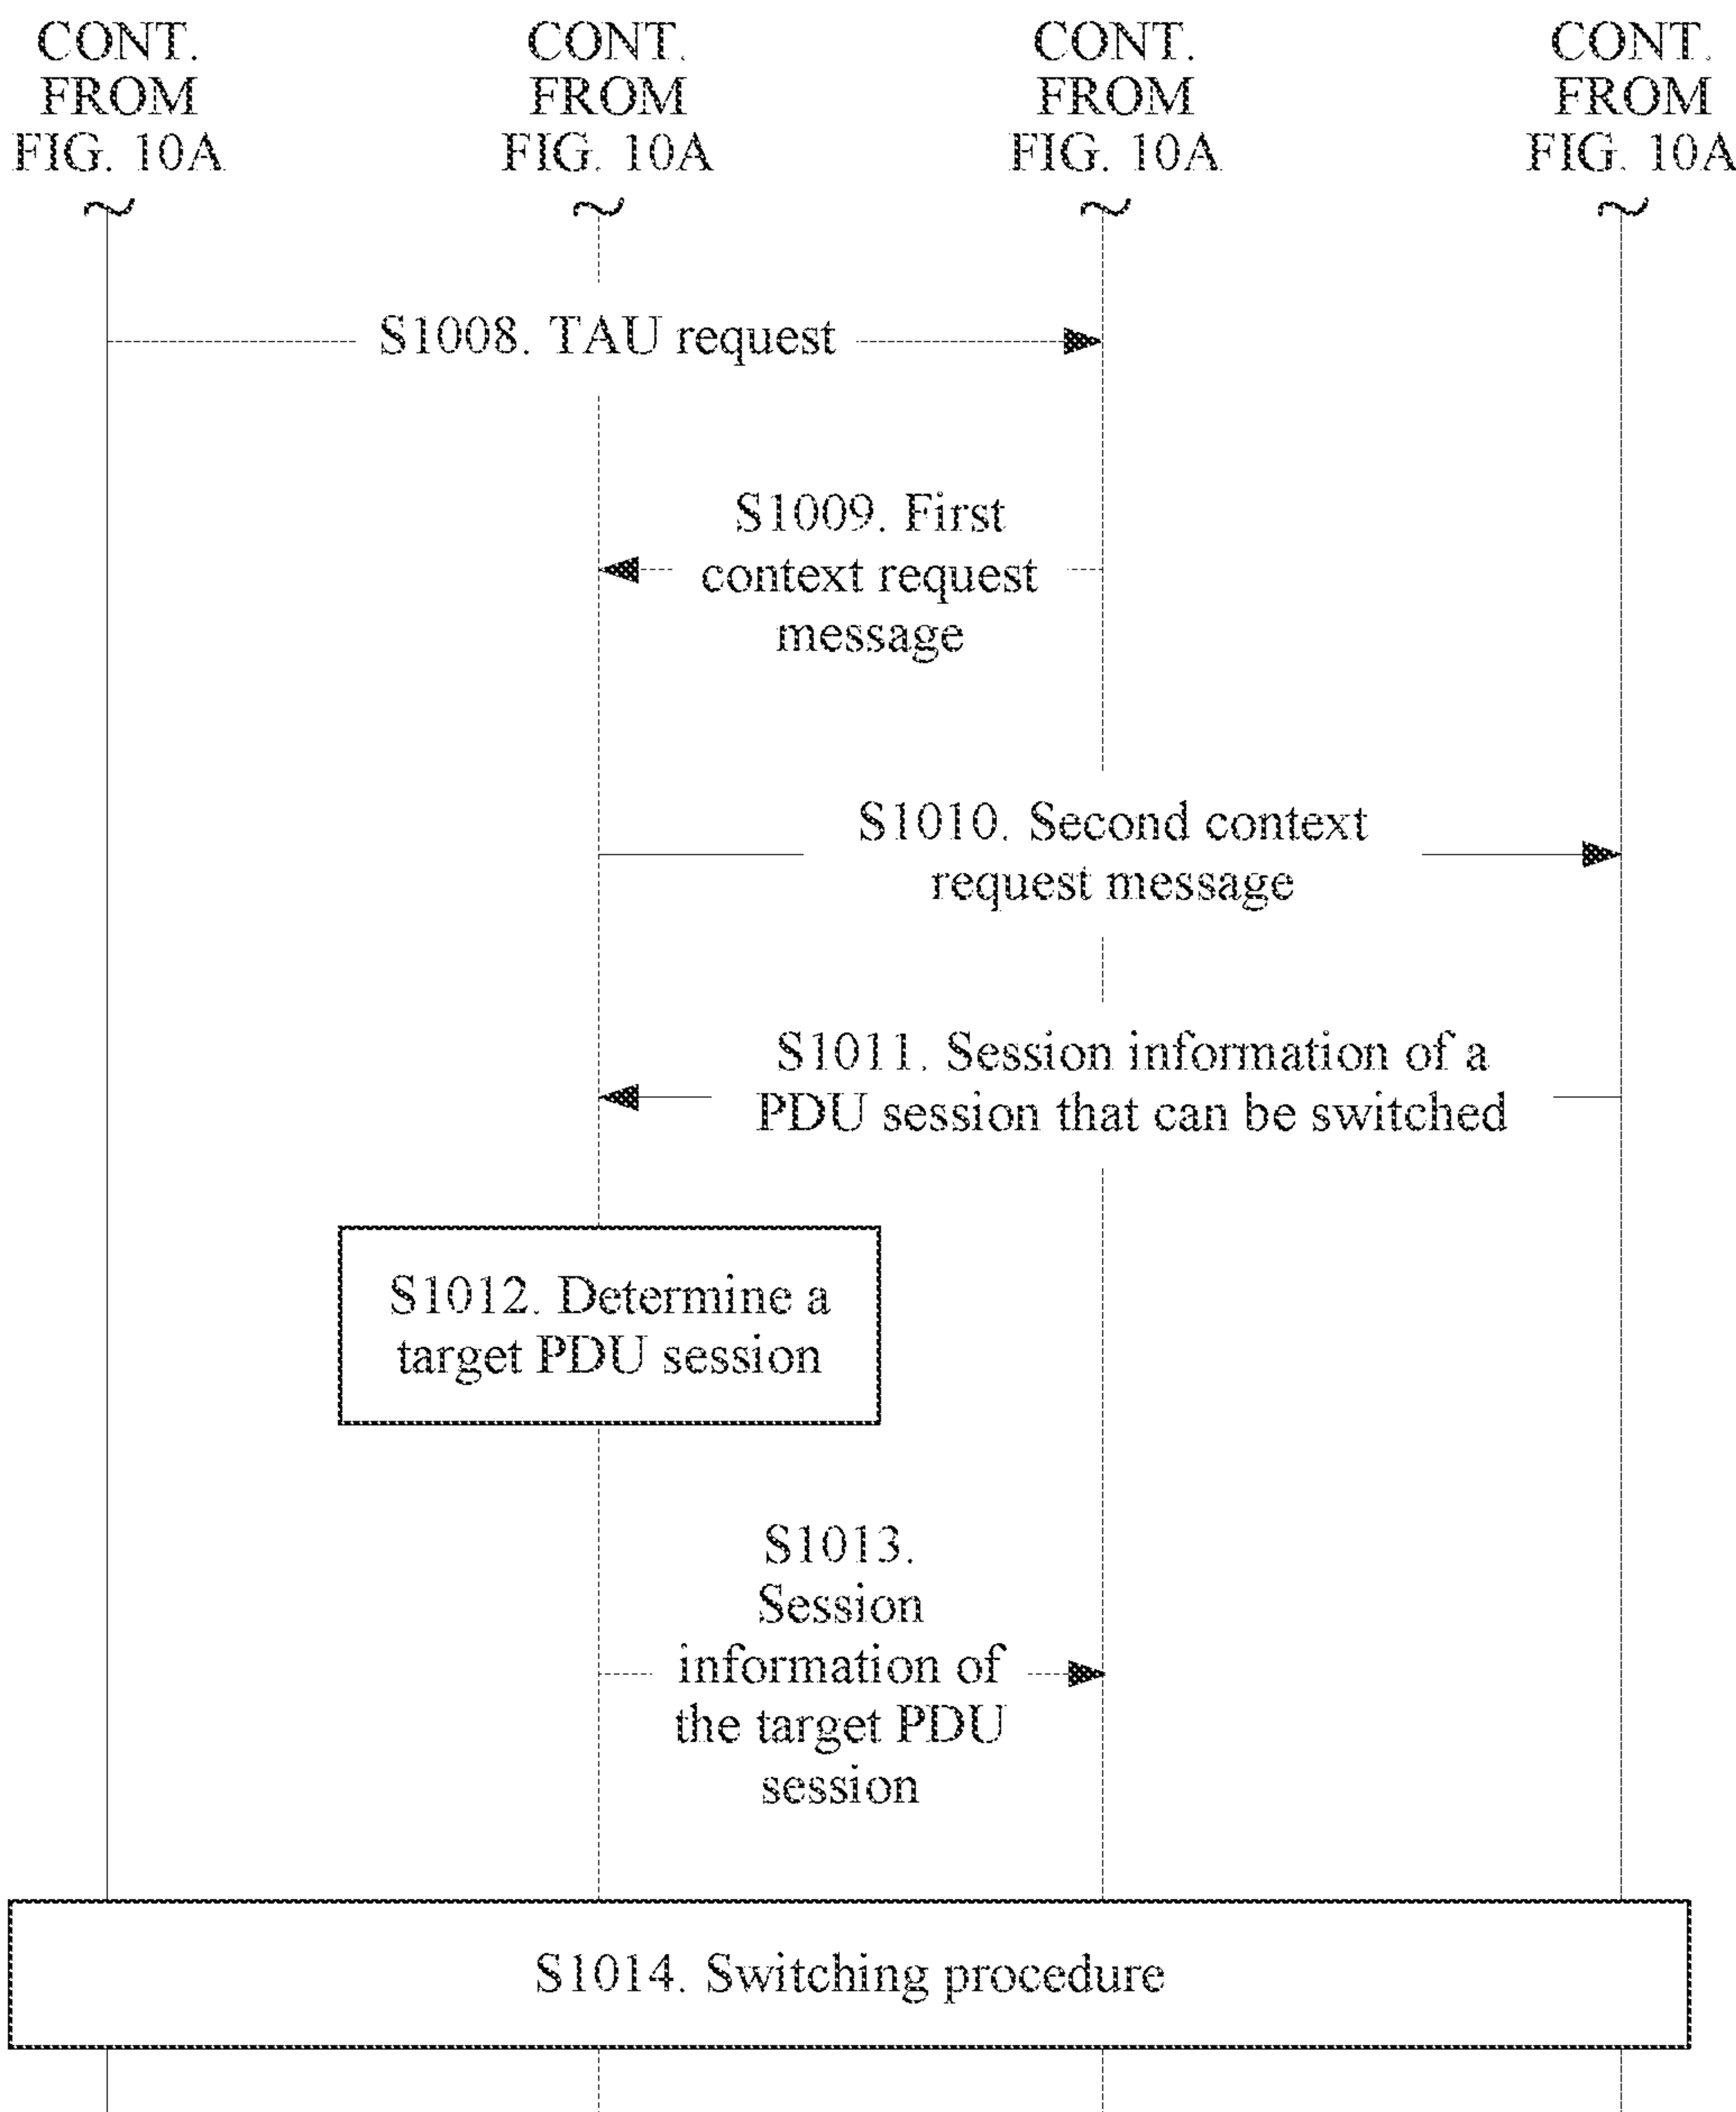 CONT.
FROM
FIG. 10A
CONT.
FROM
FIG. 10A
CONT.
FROM
FIG. 10A
CONT.
FROM
FIG. 10A
S1008. TAU request
S1009. First
context request
message
S1010. Second context
request message
S1011. Session information of a
PDU session that can be switched
S1012. Determine a
target PDU session
S1013.
Session
information of
the target PDU
session
S1014. Switching procedure